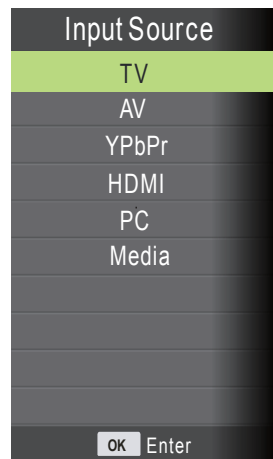 Input Source
TV
AV
YPbPr
HDMI
PC
Media
OK Enter